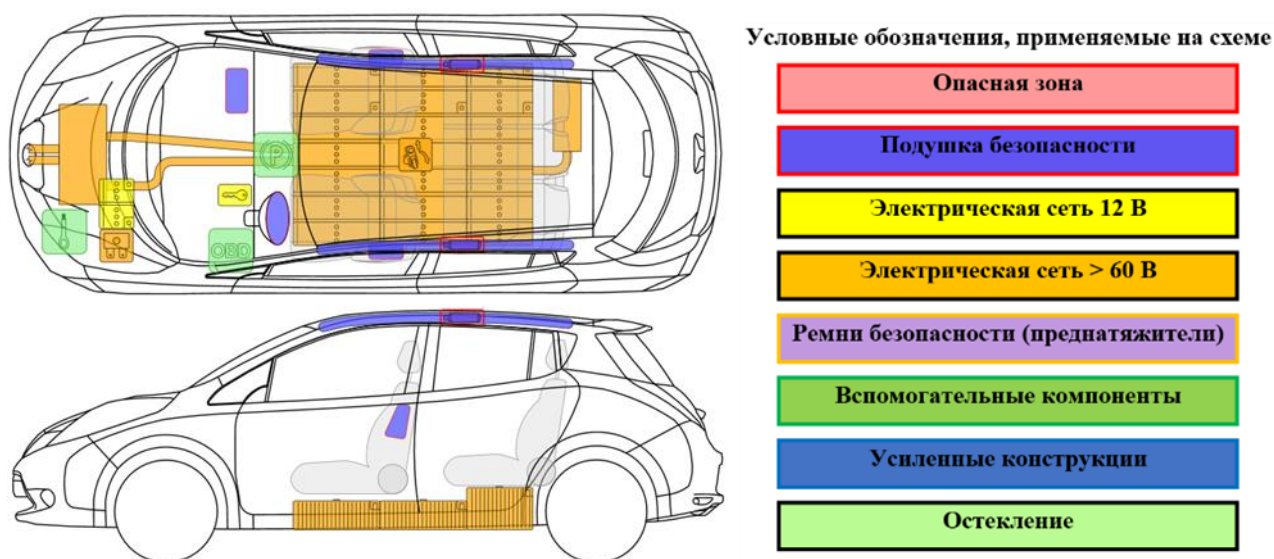 Условные обозначения, применяемые на схеме
Опасная зона
Подушка безопасности
Электрическая сеть 12 В
Электрическая сеть > 60 В
Ремни безопасности (преднатяжители)
Вспомогательные компоненты
Усиленные конструкции
Остекление
P
OBD